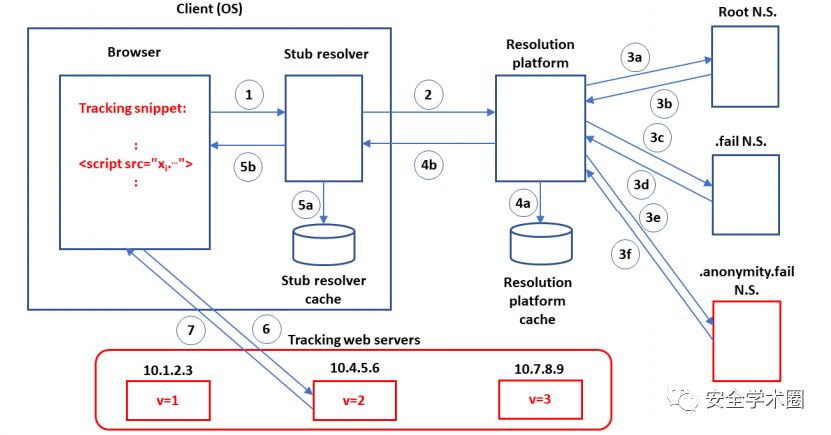 Client (OS)
Browser
Stub resolver
Resolution
platform
Root N.S.
Tracking snippet:
:
<script src="xᵢ.…">
:
1
2
3a
3b
3c
.fail N.S.
5b
4b
3d
5a
4a
3e
3f
Stub resolver
cache
Resolution
platform
cache
.anonymity.fail
N.S.
7
6
Tracking web servers
10.1.2.3
10.4.5.6
10.7.8.9
v=1
v=2
v=3
安全学术圈